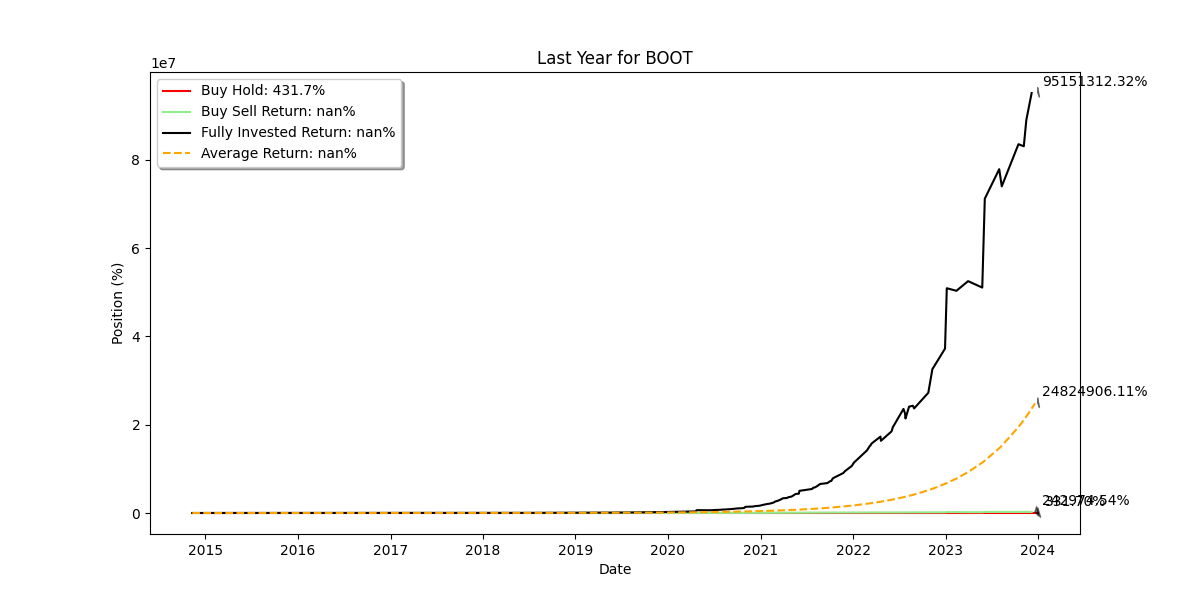 Last Year for BOOT
1e7
Buy Hold: 431.7%
Buy Sell Return: nan%
Fully Invested Return: nan%
Average Return: nan%
95151312.32%
24824906.11%
8
6
4
2
0
Position (%)
2015 2016 2017 2018 2019 2020 2021 2022 2023 2024
Date